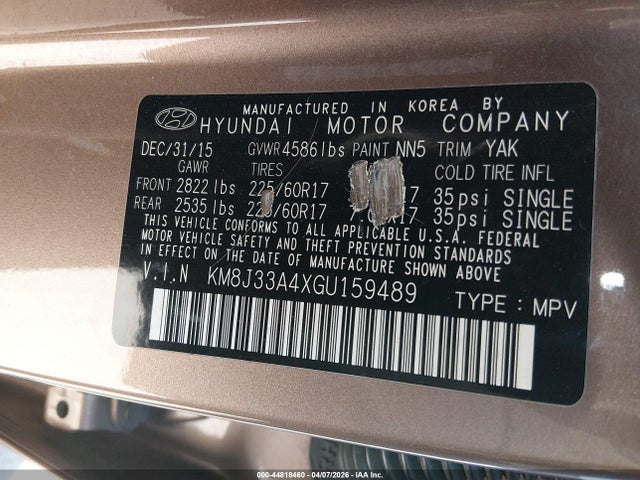 MANUFACTURED IN KOREA BY
HYUNDAI MOTOR COMPANY
DEC/31/15 GVWR 4586lbs PAINT NN5 TRIM YAK
GAWR TIRES COLD TIRE INFL
FRONT 2822 lbs 225/60R17 35psi SINGLE
REAR 2535 lbs /60R17 35psi SINGLE
THIS VEHICLE CONFORMS TO ALL APPLICABLE U.S.A. FEDERAL
MOTOR VEHICLE SAFETY AND THEFT PREVENTION STANDARDS
IN EFFECT ON THE DATE OF MANUFACTURE SHOWN ABOVE.
V.I.N KM8J33A4XGU159489 TYPE : MPV
000-44818460 - 04/07/2026 - IAA, Inc.